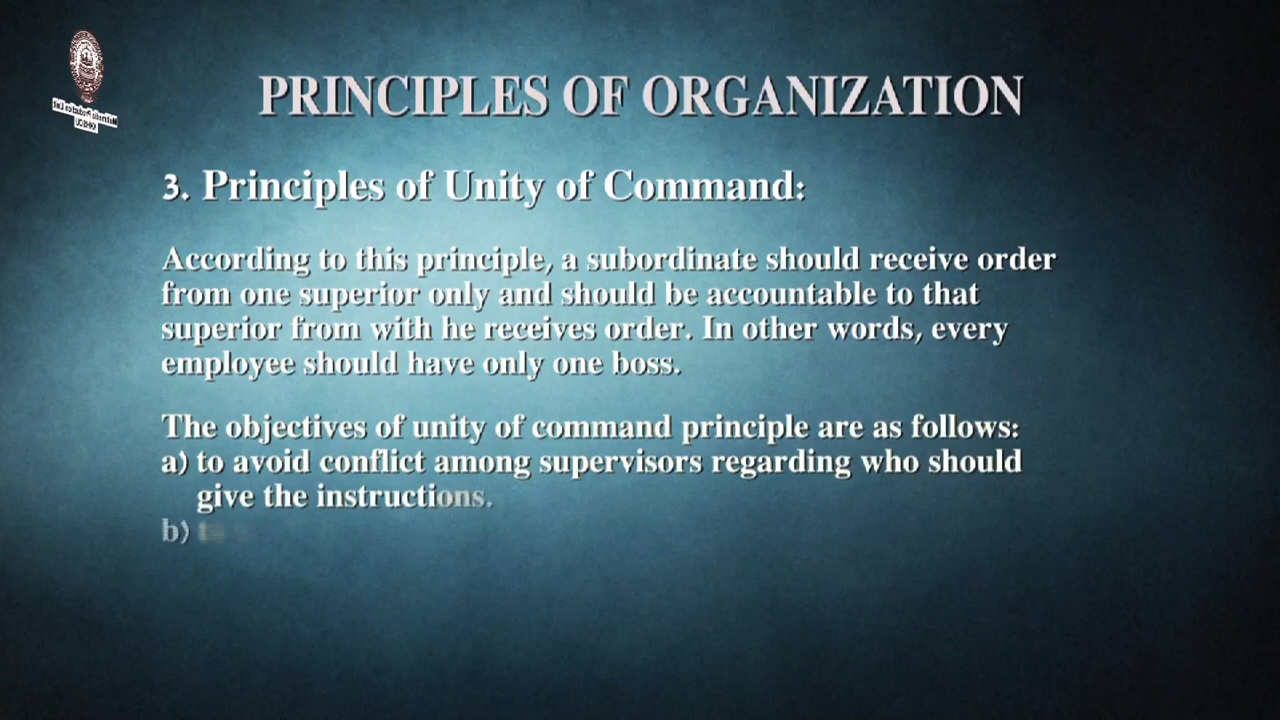 PRINCIPLES OF ORGANIZATION
3. Principles of Unity of Command:
According to this principle, a subordinate should receive order
from one superior only and should be accountable to that
superior from with he receives order. In other words, every
employee should have only one boss.
The objectives of unity of command principle are as follows:
a) to avoid conflict among supervisors regarding who should
give the instructions.
b) to